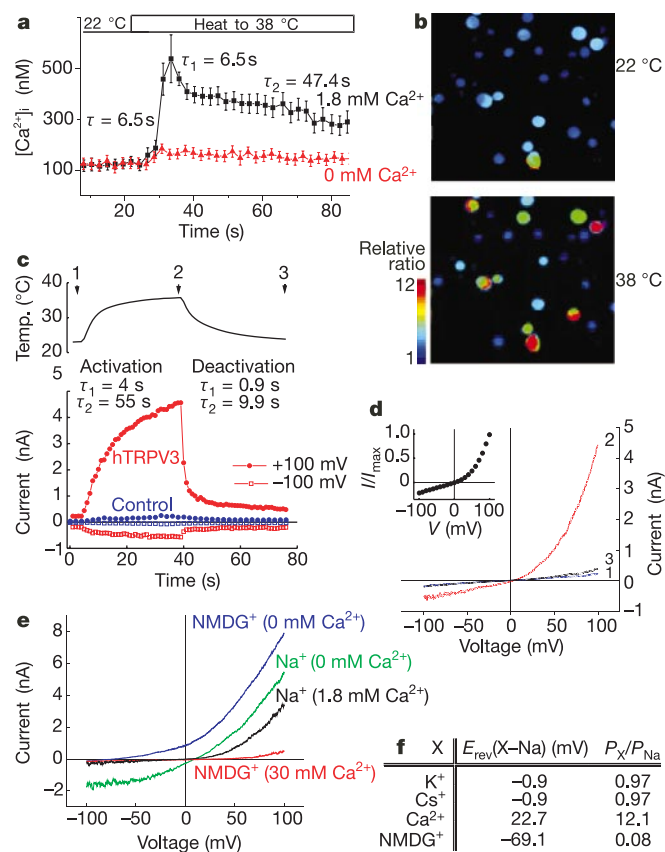 a
22 °C
Heat to 38 °C
[Ca²⁺]i (nM)
500
300
100
τ = 6.5s
τ₁ = 6.5s
τ₂ = 47.4s
1.8 mM Ca²⁺
0 mM Ca²⁺
20 40 60 80
Time (s)
b
22 °C
Relative ratio
12
1
38 °C
c
1 2 3
Temp. (°C)
40
30
20
Activation
τ₁ = 4 s
τ₂ = 55 s
Deactivation
τ₁ = 0.9 s
τ₂ = 9.9 s
Current (nA)
5
4
3
2
1
0
−1
hTRPV3
+100 mV
−100 mV
Control
0 20 40 60 80
Time (s)
d
I/Imax
1.0
0
−100 0 100
V (mV)
2
3
1
5
4
3
2
1
0
−1
Current (nA)
−100 −50 0 50 100
Voltage (mV)
e
Current (nA)
8
6
4
2
0
−2
NMDG⁺ (0 mM Ca²⁺)
Na⁺ (0 mM Ca²⁺)
Na⁺ (1.8 mM Ca²⁺)
NMDG⁺ (30 mM Ca²⁺)
−100 −50 0 50 100
Voltage (mV)
f X Erev(X–Na) (mV) PX/PNa
K⁺ −0.9 0.97
Cs⁺ −0.9 0.97
Ca²⁺ 22.7 12.1
NMDG⁺ −69.1 0.08